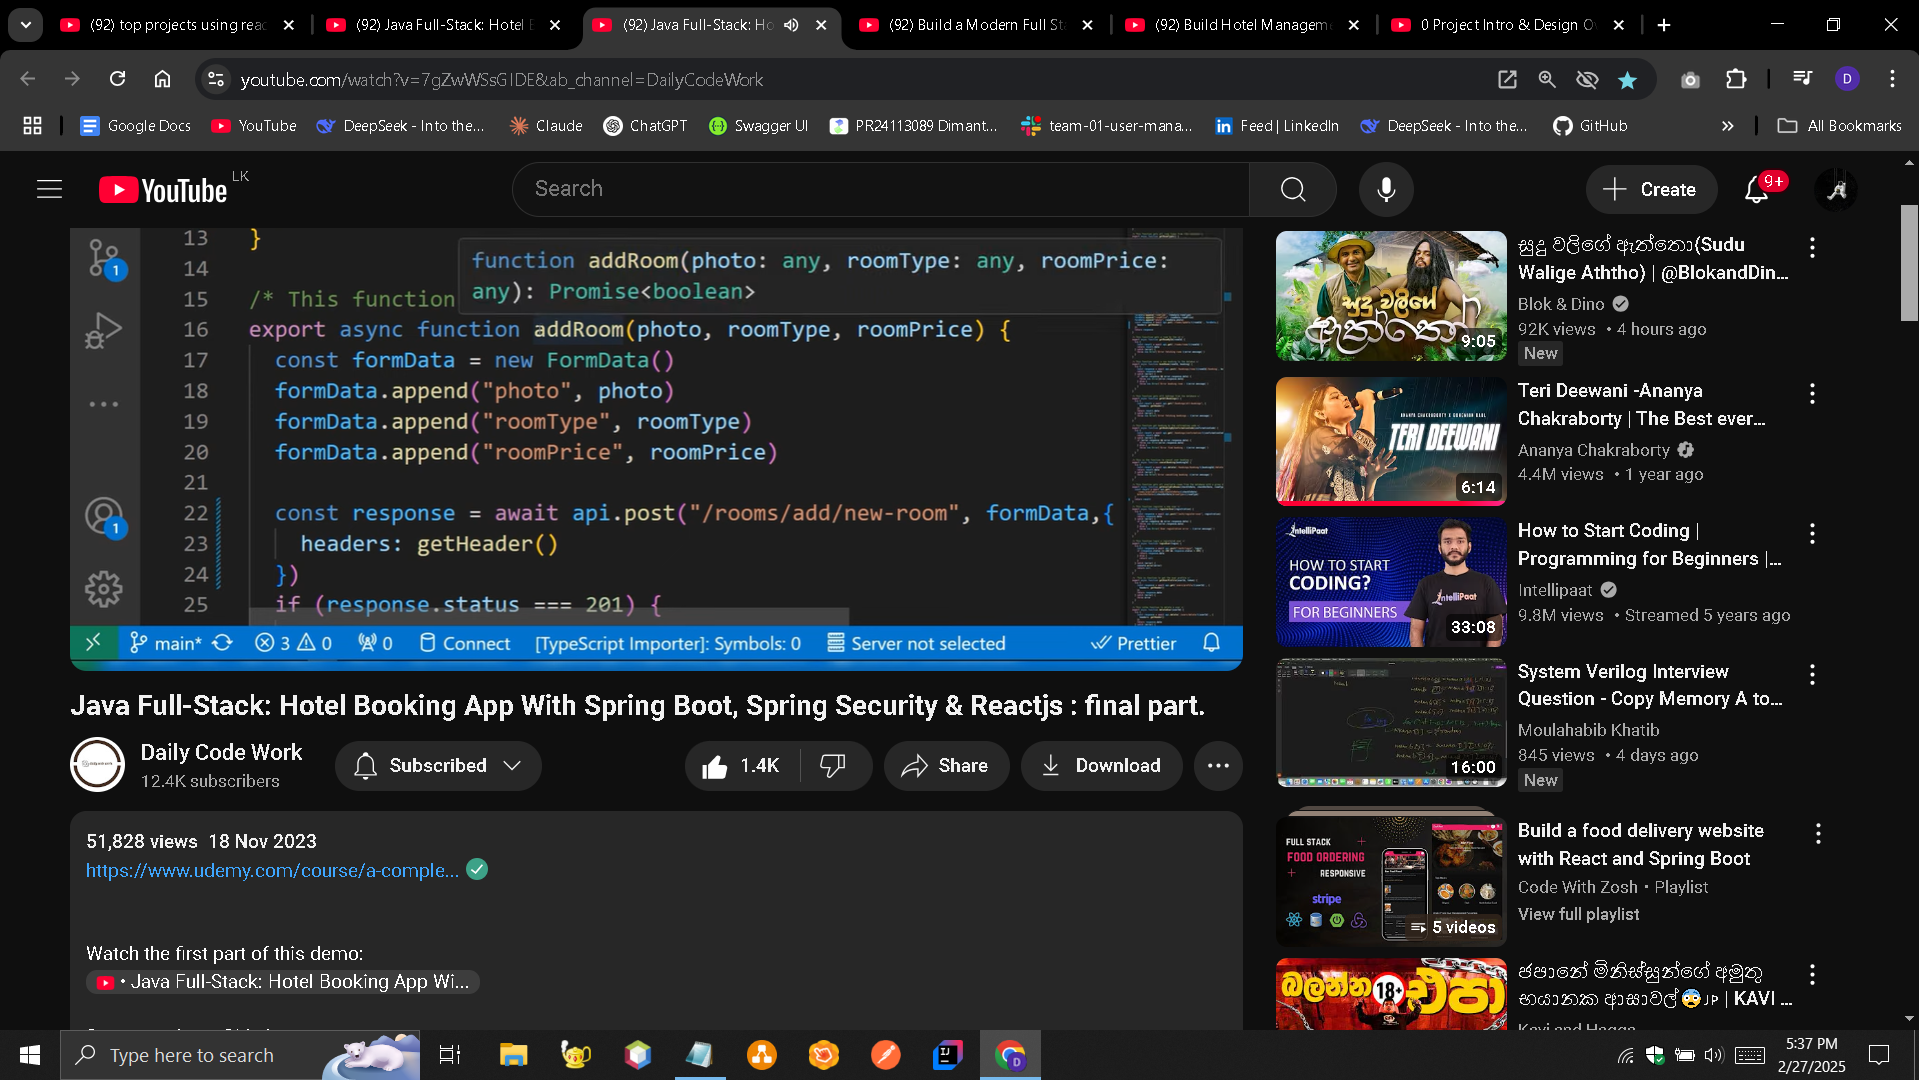 (92) top projects using reac
(92) Java Full-Stack: Hotel B
(92) Java Full-Stack: Ho
(92) Build a Modern Full St
(92) Build Hotel Managem
0 Project Intro & Design O
youtube.com/watch?v=7gZwWSsGIDE&ab_channel=DailyCodeWork
D
Google Docs
YouTube
DeepSeek - Into the...
Claude
ChatGPT
Swagger UI
PR24113089 Dimant...
team-01-user-mana...
Feed | LinkedIn
DeepSeek - Into the...
GitHub
All Bookmarks
YouTube LK
Search
Create
9+
13 }
function addRoom(photo: any, roomType: any, roomPrice:
any): Promise<boolean>
14
15 /* This function
16 export async function addRoom(photo, roomType, roomPrice) {
17 const formData = new FormData()
18 formData.append("photo", photo)
19 formData.append("roomType", roomType)
20 formData.append("roomPrice", roomPrice)
21
22 const response = await api.post("/rooms/add/new-room", formData,{
23 headers: getHeader()
24 })
25 if (response.status === 201) {
1
1
main* 3 0 0 Connect [TypeScript Importer]: Symbols: 0 Server not selected Prettier
Java Full-Stack: Hotel Booking App With Spring Boot, Spring Security & Reactjs : final part.
Daily Code Work
12.4K subscribers
Subscribed
1.4K
Share
Download
51,828 views 18 Nov 2023
https://www.udemy.com/course/a-comple...
Watch the first part of this demo:
• Java Full-Stack: Hotel Booking App Wi...
සුදු වලිගේ ඇත්තො
9:05
සුදු වලිගේ ඇත්තො(Sudu
Walige Aththo) | @BlokandDin...
Blok & Dino
92K views • 4 hours ago
New
ANANYA CHAKRABORTY
TERI DEEWANI
6:14
Teri Deewani -Ananya
Chakraborty | The Best ever...
Ananya Chakraborty
4.4M views • 1 year ago
IntelliPaat
HOW TO START
CODING?
FOR BEGINNERS
IntelliPaat
33:08
How to Start Coding |
Programming for Beginners |...
Intellipaat
9.8M views • Streamed 5 years ago
16:00
System Verilog Interview
Question - Copy Memory A to...
Moulahabib Khatib
845 views • 4 days ago
New
FULL STACK
FOOD ORDERING
RESPONSIVE
stripe
5 videos
Build a food delivery website
with React and Spring Boot
Code With Zosh • Playlist
View full playlist
බලන්න 18+ එපා
ජපානේ මිනිස්සුන්ගේ අමුතු
භයානක ආසාවල්😨🇯🇵 | KAVI ...
Kavi and Hagga
Type here to search
5:37 PM
2/27/2025